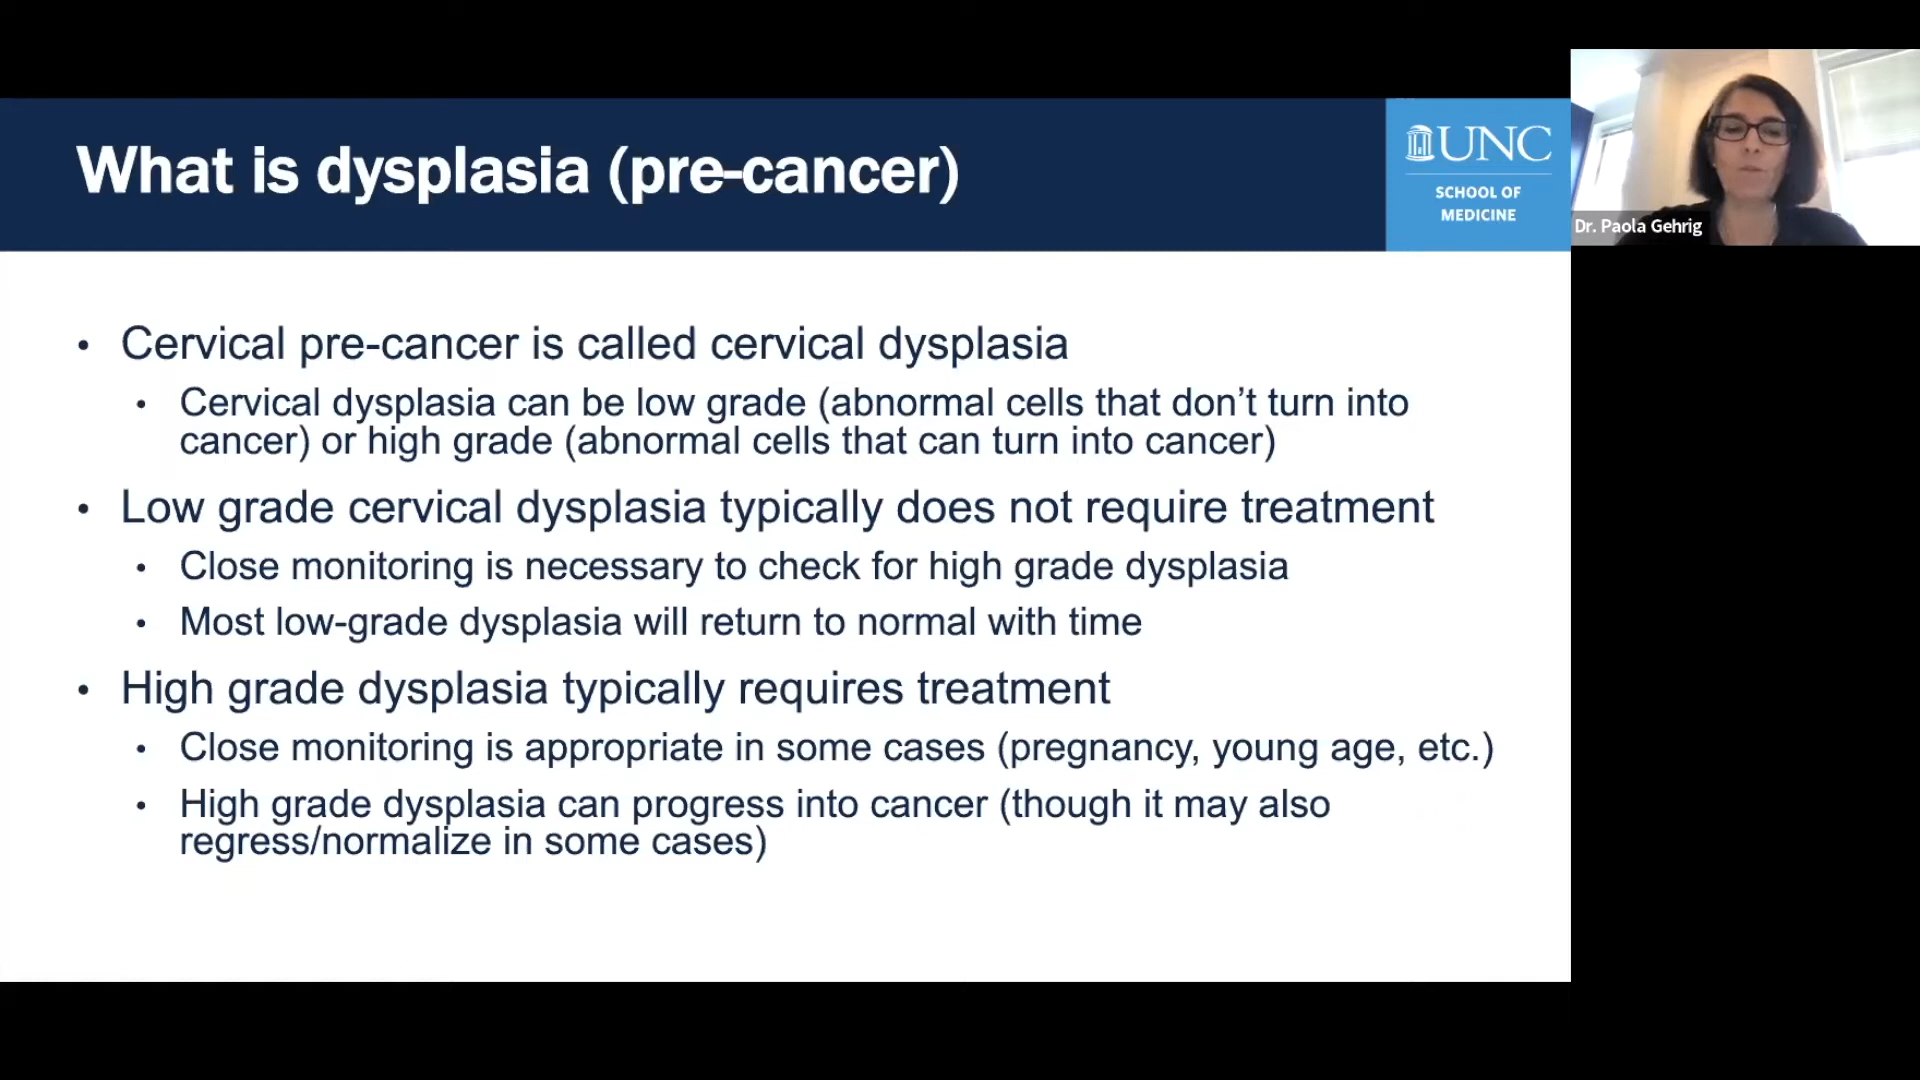 What is dysplasia (pre-cancer)
UNC
SCHOOL OF
MEDICINE
Dr. Paola Gehrig
• Cervical pre-cancer is called cervical dysplasia
• Cervical dysplasia can be low grade (abnormal cells that don’t turn into
cancer) or high grade (abnormal cells that can turn into cancer)
• Low grade cervical dysplasia typically does not require treatment
• Close monitoring is necessary to check for high grade dysplasia
• Most low-grade dysplasia will return to normal with time
• High grade dysplasia typically requires treatment
• Close monitoring is appropriate in some cases (pregnancy, young age, etc.)
• High grade dysplasia can progress into cancer (though it may also
regress/normalize in some cases)